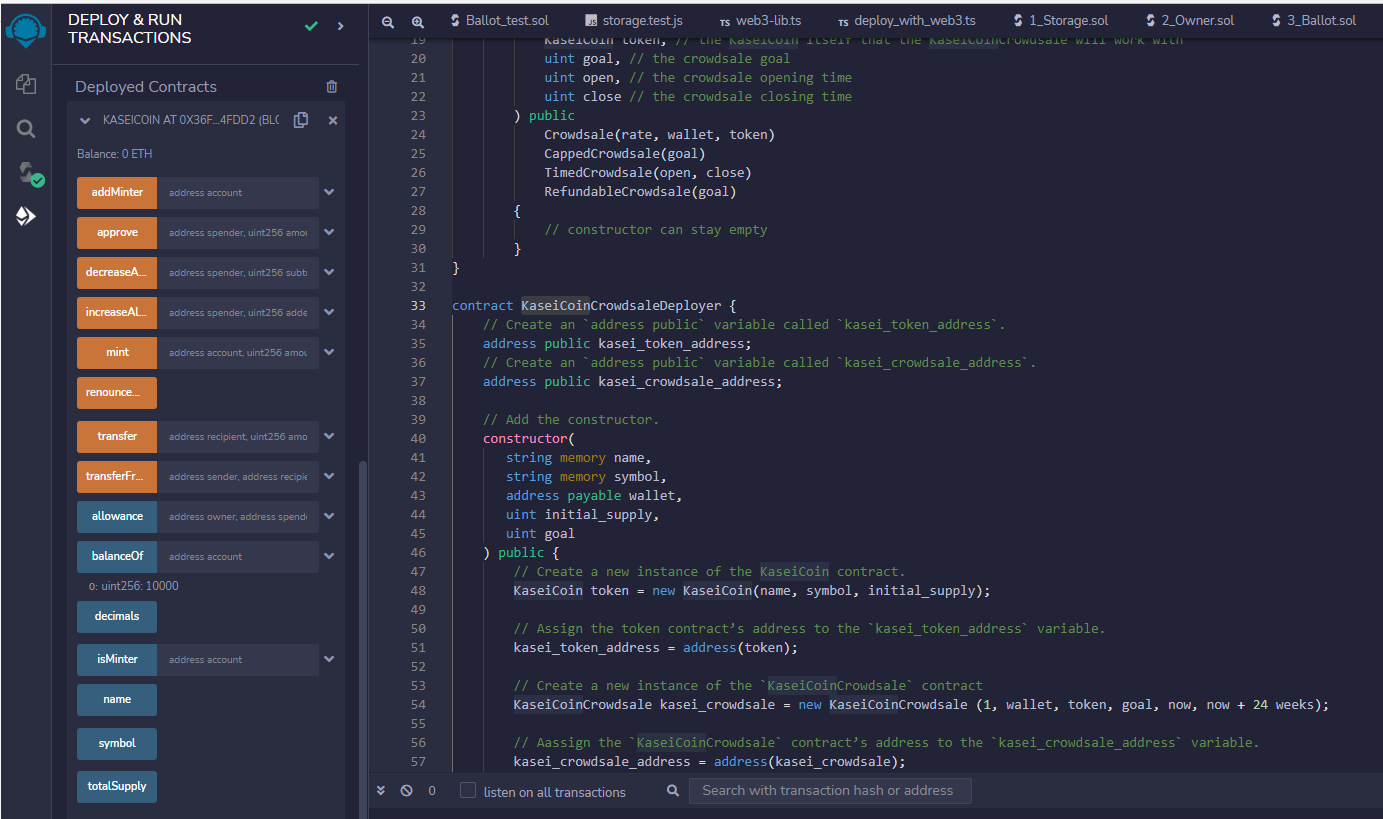 DEPLOY & RUN
TRANSACTIONS
Deployed Contracts
KASEICOIN AT 0X36F...4FDD2 (BLC
Balance: 0 ETH
addMinter address account
approve address spender, uint256 amou
decreaseA... address spender, uint256 subt
increaseAl... address spender, uint256 adde
mint address account, uint256 amou
renounce...
transfer address recipient, uint256 amo
transferFr... address sender, address recipie
allowance address owner, address spende
balanceOf address account
0: uint256: 10000
decimals
isMinter address account
name
symbol
totalSupply
Ballot_test.sol JS storage.test.js TS web3-lib.ts TS deploy_with_web3.ts 1_Storage.sol 2_Owner.sol 3_Ballot.sol
19 KaseiCoin token, // the KaseiCoin itself that the KaseiCoinCrowdsale will work with
20 uint goal, // the crowdsale goal
21 uint open, // the crowdsale opening time
22 uint close // the crowdsale closing time
23 ) public
24 Crowdsale(rate, wallet, token)
25 CappedCrowdsale(goal)
26 TimedCrowdsale(open, close)
27 RefundableCrowdsale(goal)
28 {
29 // constructor can stay empty
30 }
31 }
32
33 contract KaseiCoinCrowdsaleDeployer {
34 // Create an `address public` variable called `kasei_token_address`.
35 address public kasei_token_address;
36 // Create an `address public` variable called `kasei_crowdsale_address`.
37 address public kasei_crowdsale_address;
38
39 // Add the constructor.
40 constructor(
41 string memory name,
42 string memory symbol,
43 address payable wallet,
44 uint initial_supply,
45 uint goal
46 ) public {
47 // Create a new instance of the KaseiCoin contract.
48 KaseiCoin token = new KaseiCoin(name, symbol, initial_supply);
49
50 // Assign the token contract’s address to the `kasei_token_address` variable.
51 kasei_token_address = address(token);
52
53 // Create a new instance of the `KaseiCoinCrowdsale` contract
54 KaseiCoinCrowdsale kasei_crowdsale = new KaseiCoinCrowdsale (1, wallet, token, goal, now, now + 24 weeks);
55
56 // Aassign the `KaseiCoinCrowdsale` contract’s address to the `kasei_crowdsale_address` variable.
57 kasei_crowdsale_address = address(kasei_crowdsale);
0 listen on all transactions Search with transaction hash or address